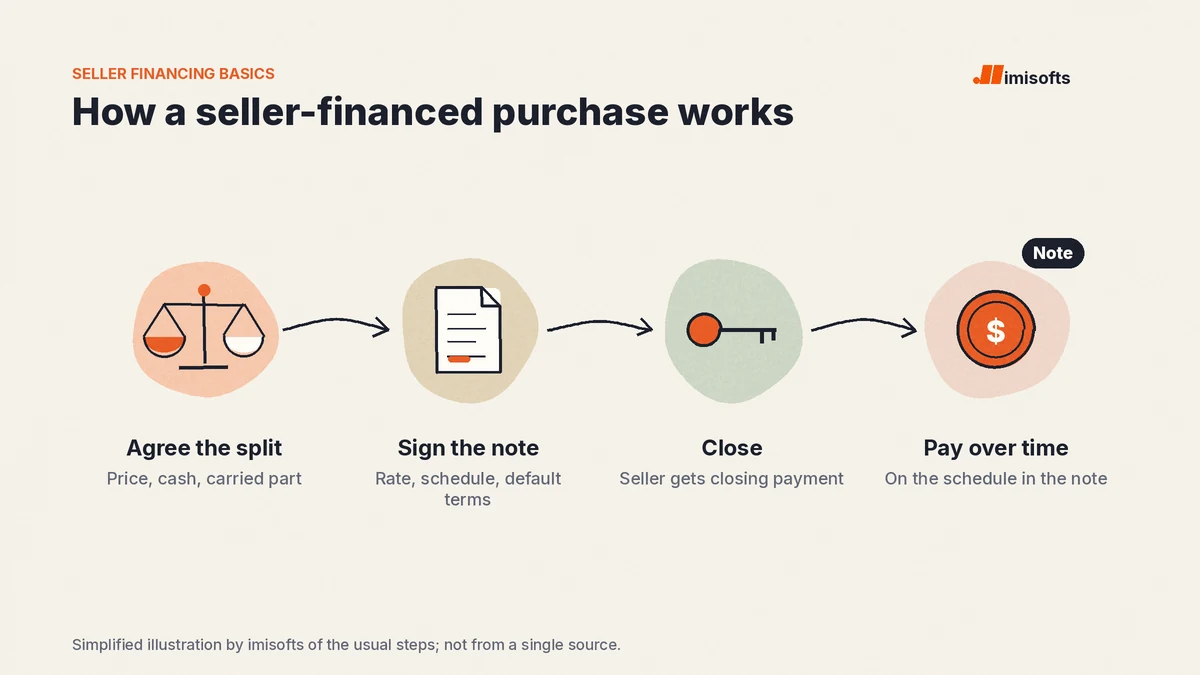 SELLER FINANCING BASICS
How a seller-financed purchase works
imisofts
Note
$
Agree the split
Price, cash, carried part
Sign the note
Rate, schedule, default
terms
Close
Seller gets closing payment
Pay over time
On the schedule in the note
Simplified illustration by imisofts of the usual steps; not from a single source.